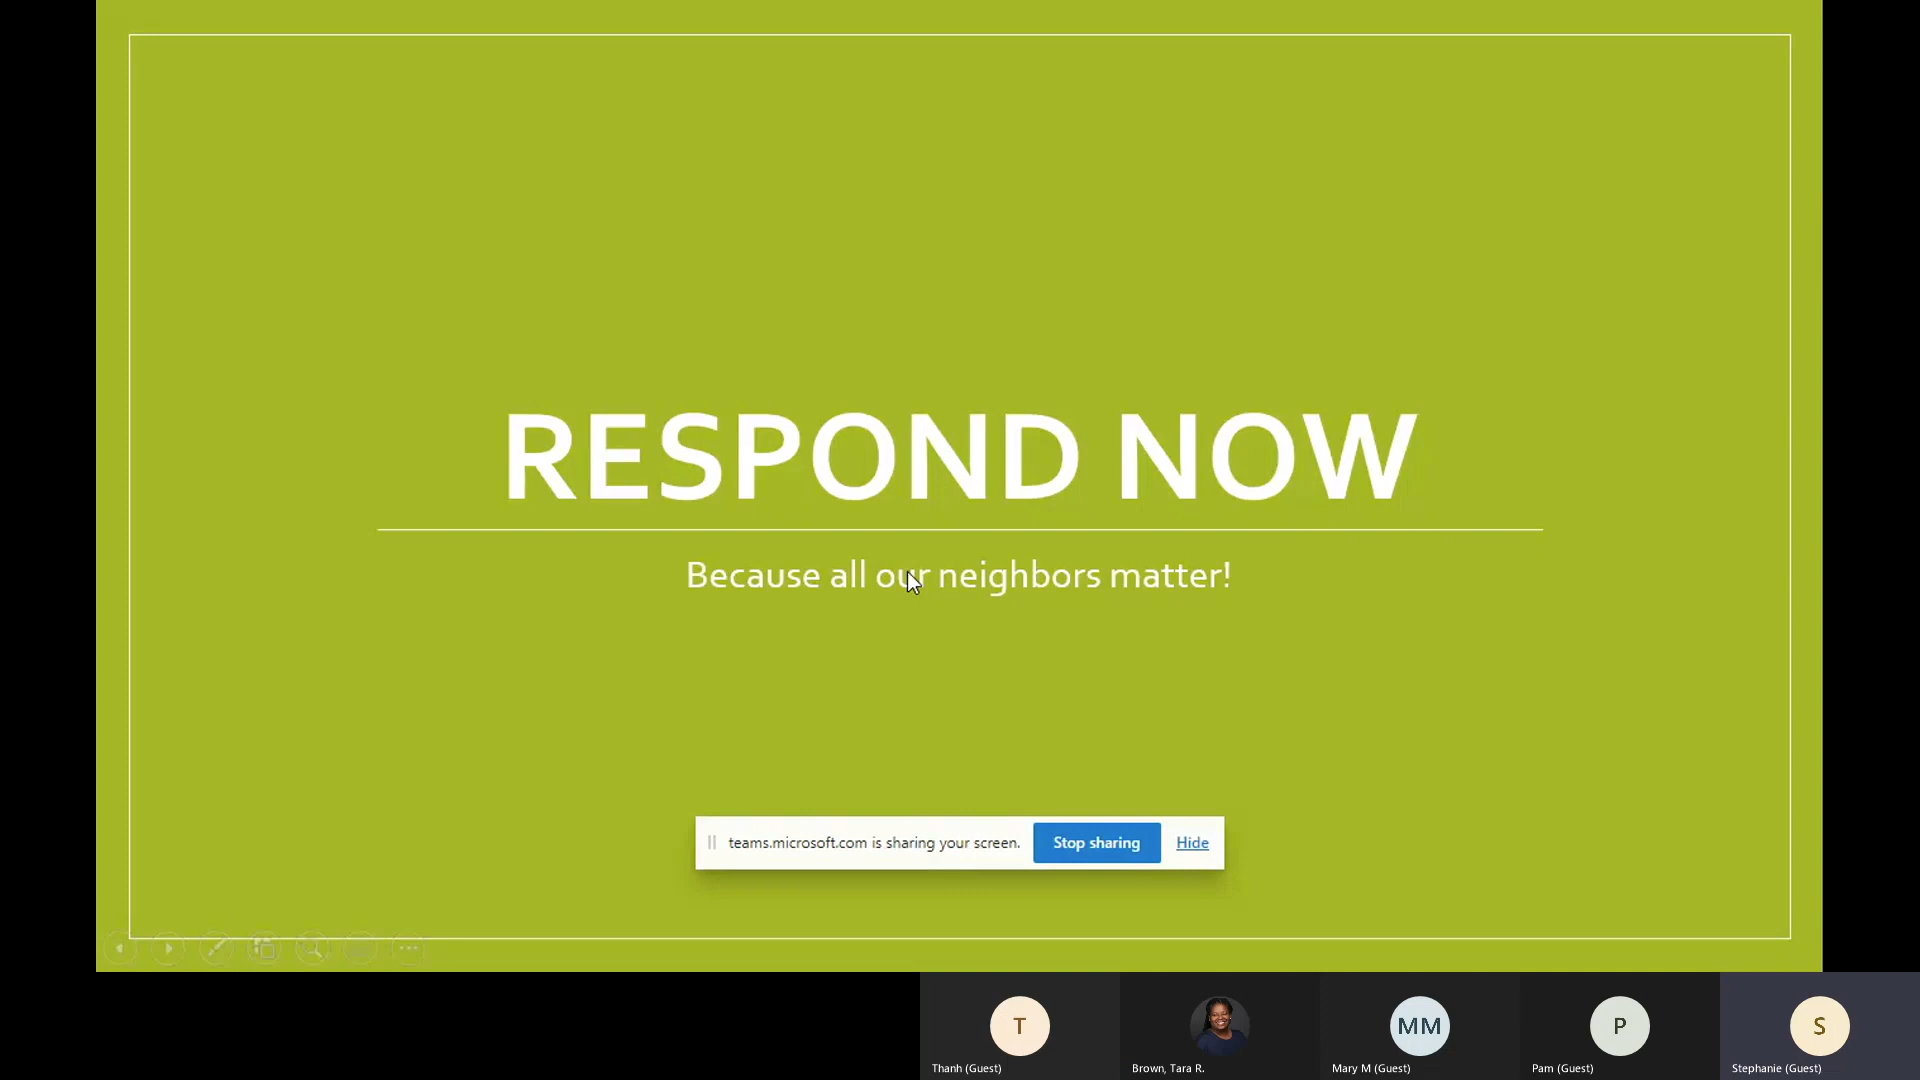 RESPOND NOW
Because all our neighbors matter!
teams.microsoft.com is sharing your screen. Stop sharing Hide
T MM P S
Thanh (Guest) Brown, Tara R. Mary M (Guest) Pam (Guest) Stephanie (Guest)